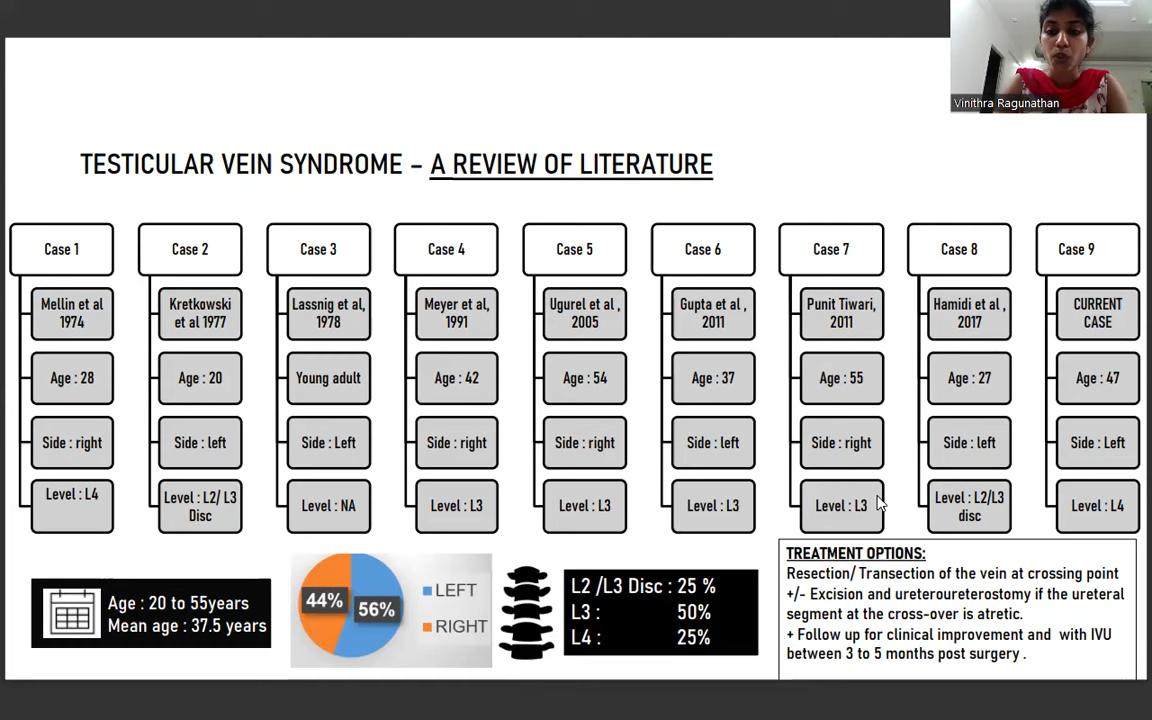 Vinithra Ragunathan
TESTICULAR VEIN SYNDROME – A REVIEW OF LITERATURE
Case 1
Mellin et al
1974
Age : 28
Side : right
Level : L4
Case 2
Kretkowski
et al 1977
Age : 20
Side : left
Level : L2/ L3
Disc
Case 3
Lassnig et al,
1978
Young adult
Side : Left
Level : NA
Case 4
Meyer et al,
1991
Age : 42
Side : right
Level : L3
Case 5
Ugurel et al ,
2005
Age : 54
Side : right
Level : L3
Case 6
Gupta et al ,
2011
Age : 37
Side : left
Level : L3
Case 7
Punit Tiwari,
2011
Age : 55
Side : right
Level : L3
Case 8
Hamidi et al ,
2017
Age : 27
Side : left
Level : L2/L3
disc
Case 9
CURRENT
CASE
Age : 47
Side : Left
Level : L4
Age : 20 to 55years
Mean age : 37.5 years
44%
56%
LEFT
RIGHT
L2 /L3 Disc : 25 %
L3 : 50%
L4 : 25%
TREATMENT OPTIONS:
Resection/ Transection of the vein at crossing point
+/- Excision and ureteroureterostomy if the ureteral
segment at the cross-over is atretic.
+ Follow up for clinical improvement and with IVU
between 3 to 5 months post surgery .